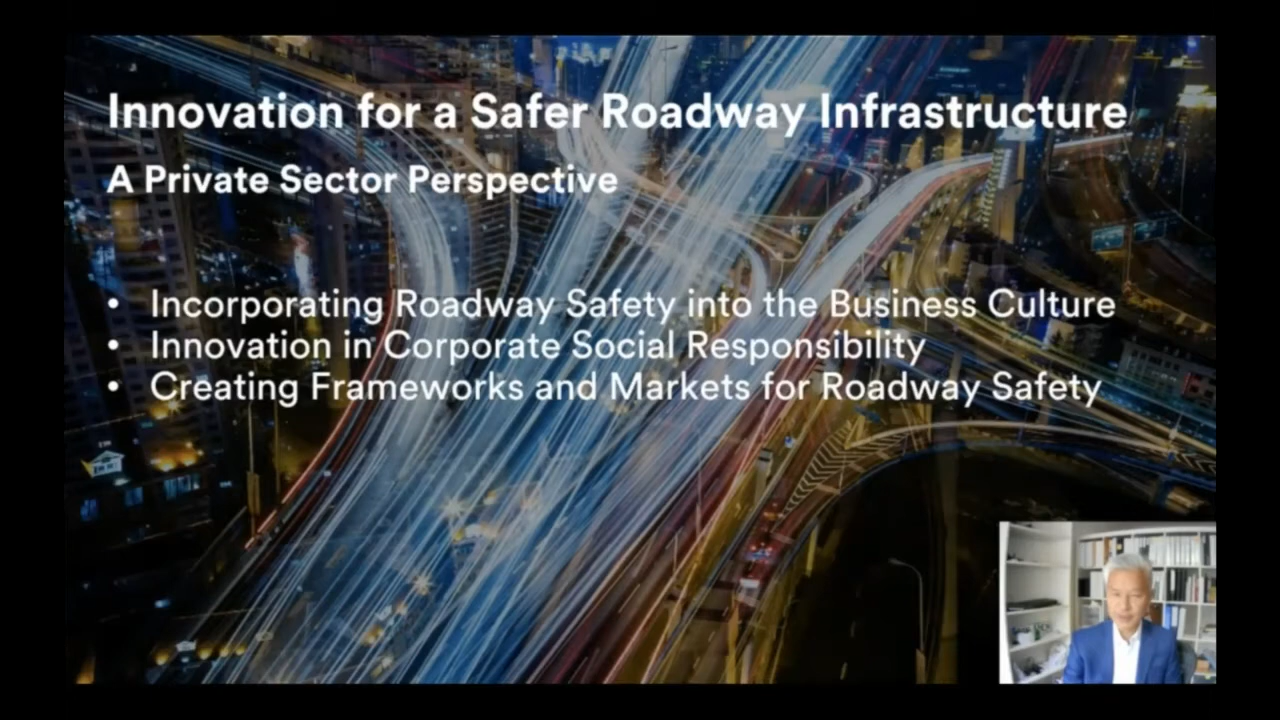 Innovation for a Safer Roadway Infrastructure
A Private Sector Perspective
• Incorporating Roadway Safety into the Business Culture
• Innovation in Corporate Social Responsibility
• Creating Frameworks and Markets for Roadway Safety